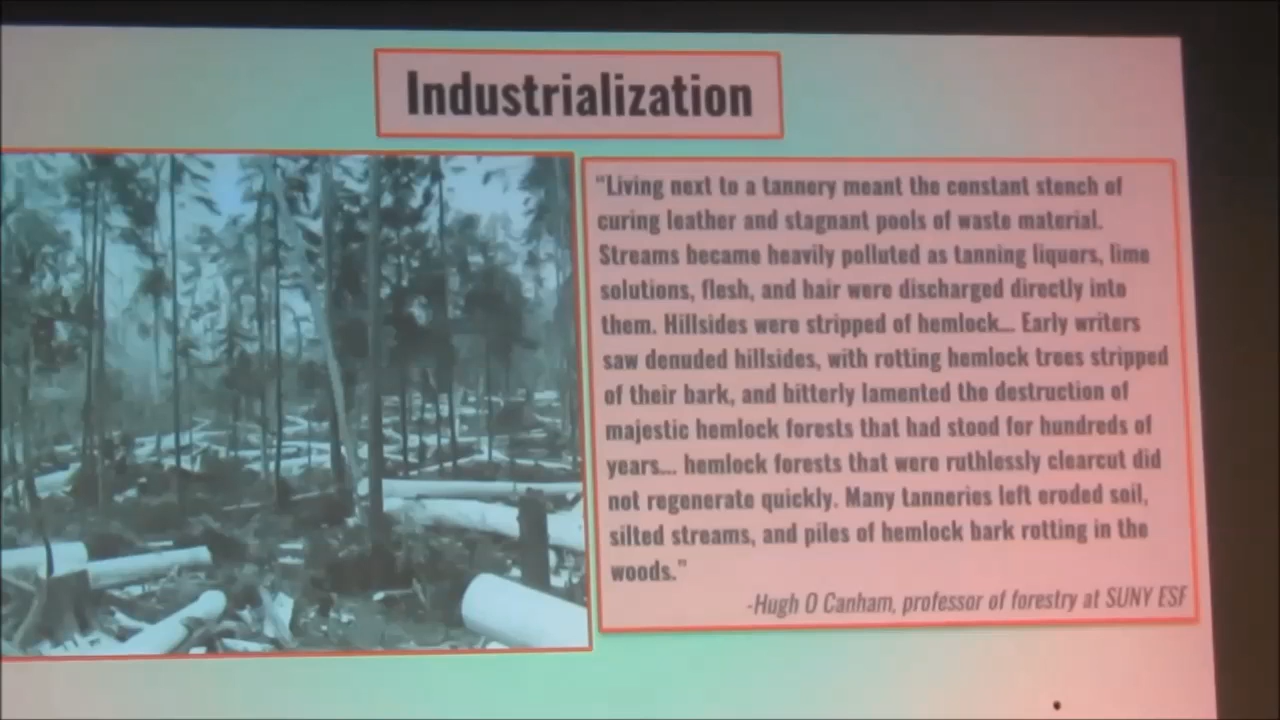 Industrialization
“Living next to a tannery meant the constant stench of
curing leather and stagnant pools of waste material.
Streams became heavily polluted as tanning liquors, lime
solutions, flesh, and hair were discharged directly into
them. Hillsides were stripped of hemlock... Early writers
saw denuded hillsides, with rotting hemlock trees stripped
of their bark, and bitterly lamented the destruction of
majestic hemlock forests that had stood for hundreds of
years... hemlock forests that were ruthlessly clearcut did
not regenerate quickly. Many tanneries left eroded soil,
silted streams, and piles of hemlock bark rotting in the
woods.”
-Hugh O Canham, professor of forestry at SUNY ESF